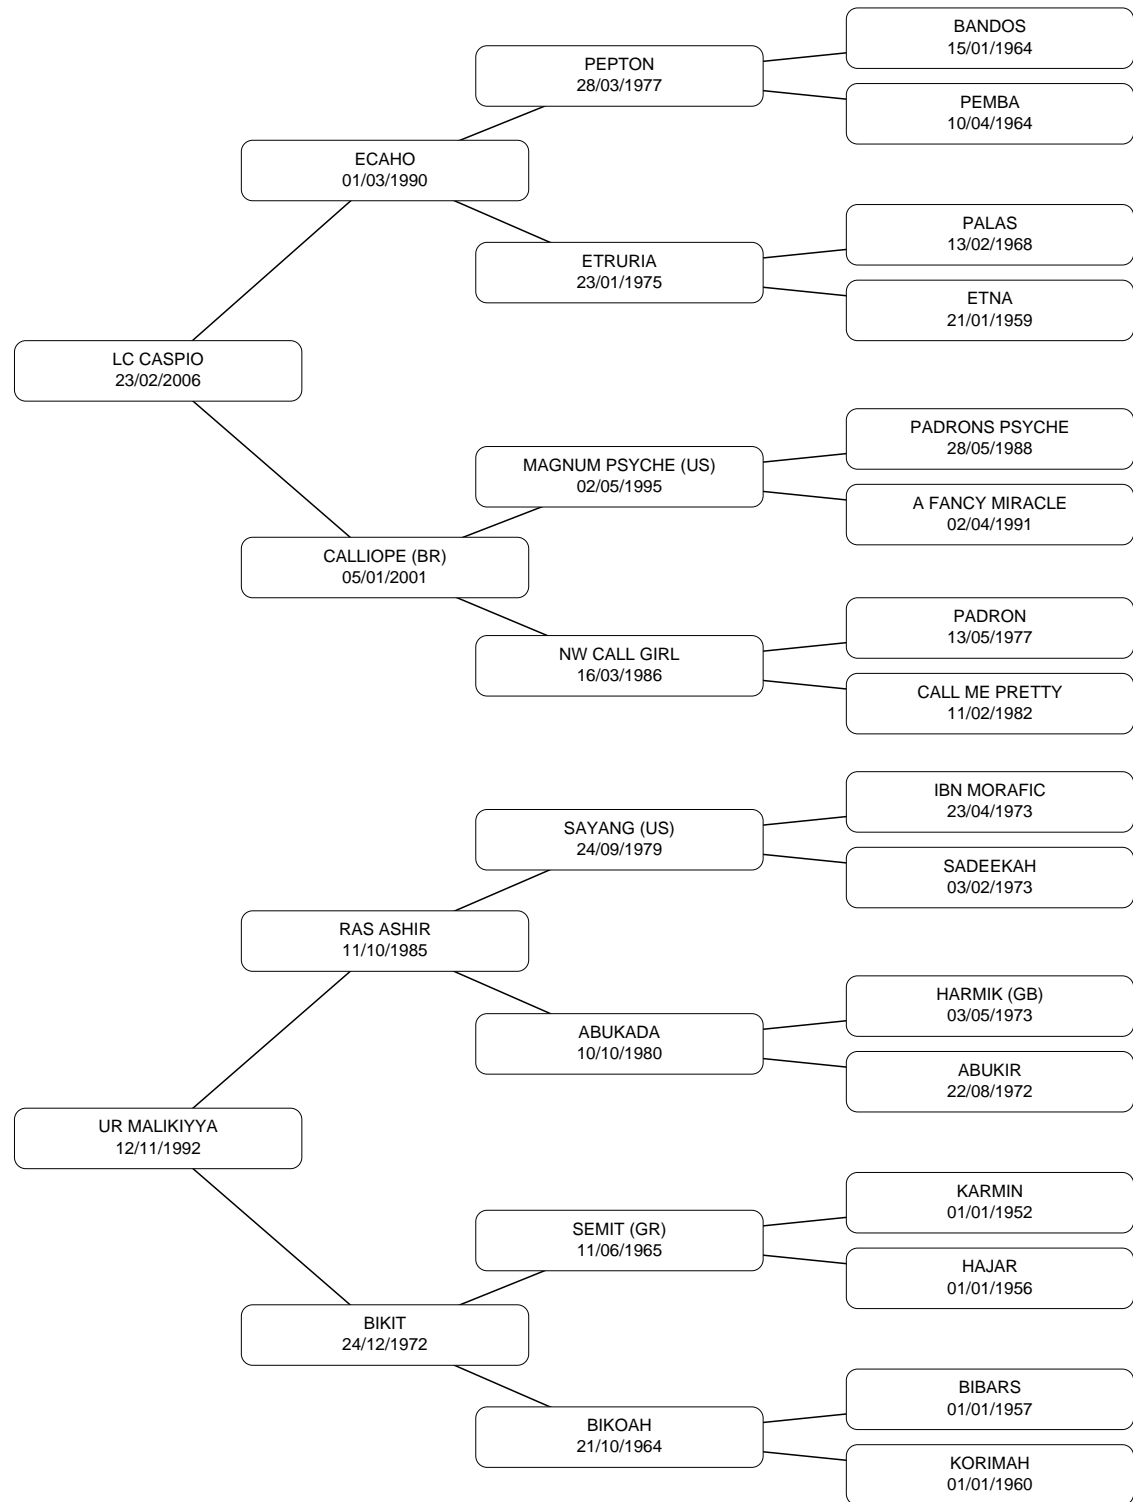 BANDOS
15/01/1964
PEPTON
28/03/1977
PEMBA
10/04/1964
ECAHO
01/03/1990
PALAS
13/02/1968
ETRURIA
23/01/1975
ETNA
21/01/1959
LC CASPIO
23/02/2006
PADRONS PSYCHE
28/05/1988
MAGNUM PSYCHE (US)
02/05/1995
A FANCY MIRACLE
02/04/1991
CALLIOPE (BR)
05/01/2001
PADRON
13/05/1977
NW CALL GIRL
16/03/1986
CALL ME PRETTY
11/02/1982
IBN MORAFIC
23/04/1973
SAYANG (US)
24/09/1979
SADEEKAH
03/02/1973
RAS ASHIR
11/10/1985
HARMIK (GB)
03/05/1973
ABUKADA
10/10/1980
ABUKIR
22/08/1972
UR MALIKIYYA
12/11/1992
KARMIN
01/01/1952
SEMIT (GR)
11/06/1965
HAJAR
01/01/1956
BIKIT
24/12/1972
BIBARS
01/01/1957
BIKOAH
21/10/1964
KORIMAH
01/01/1960